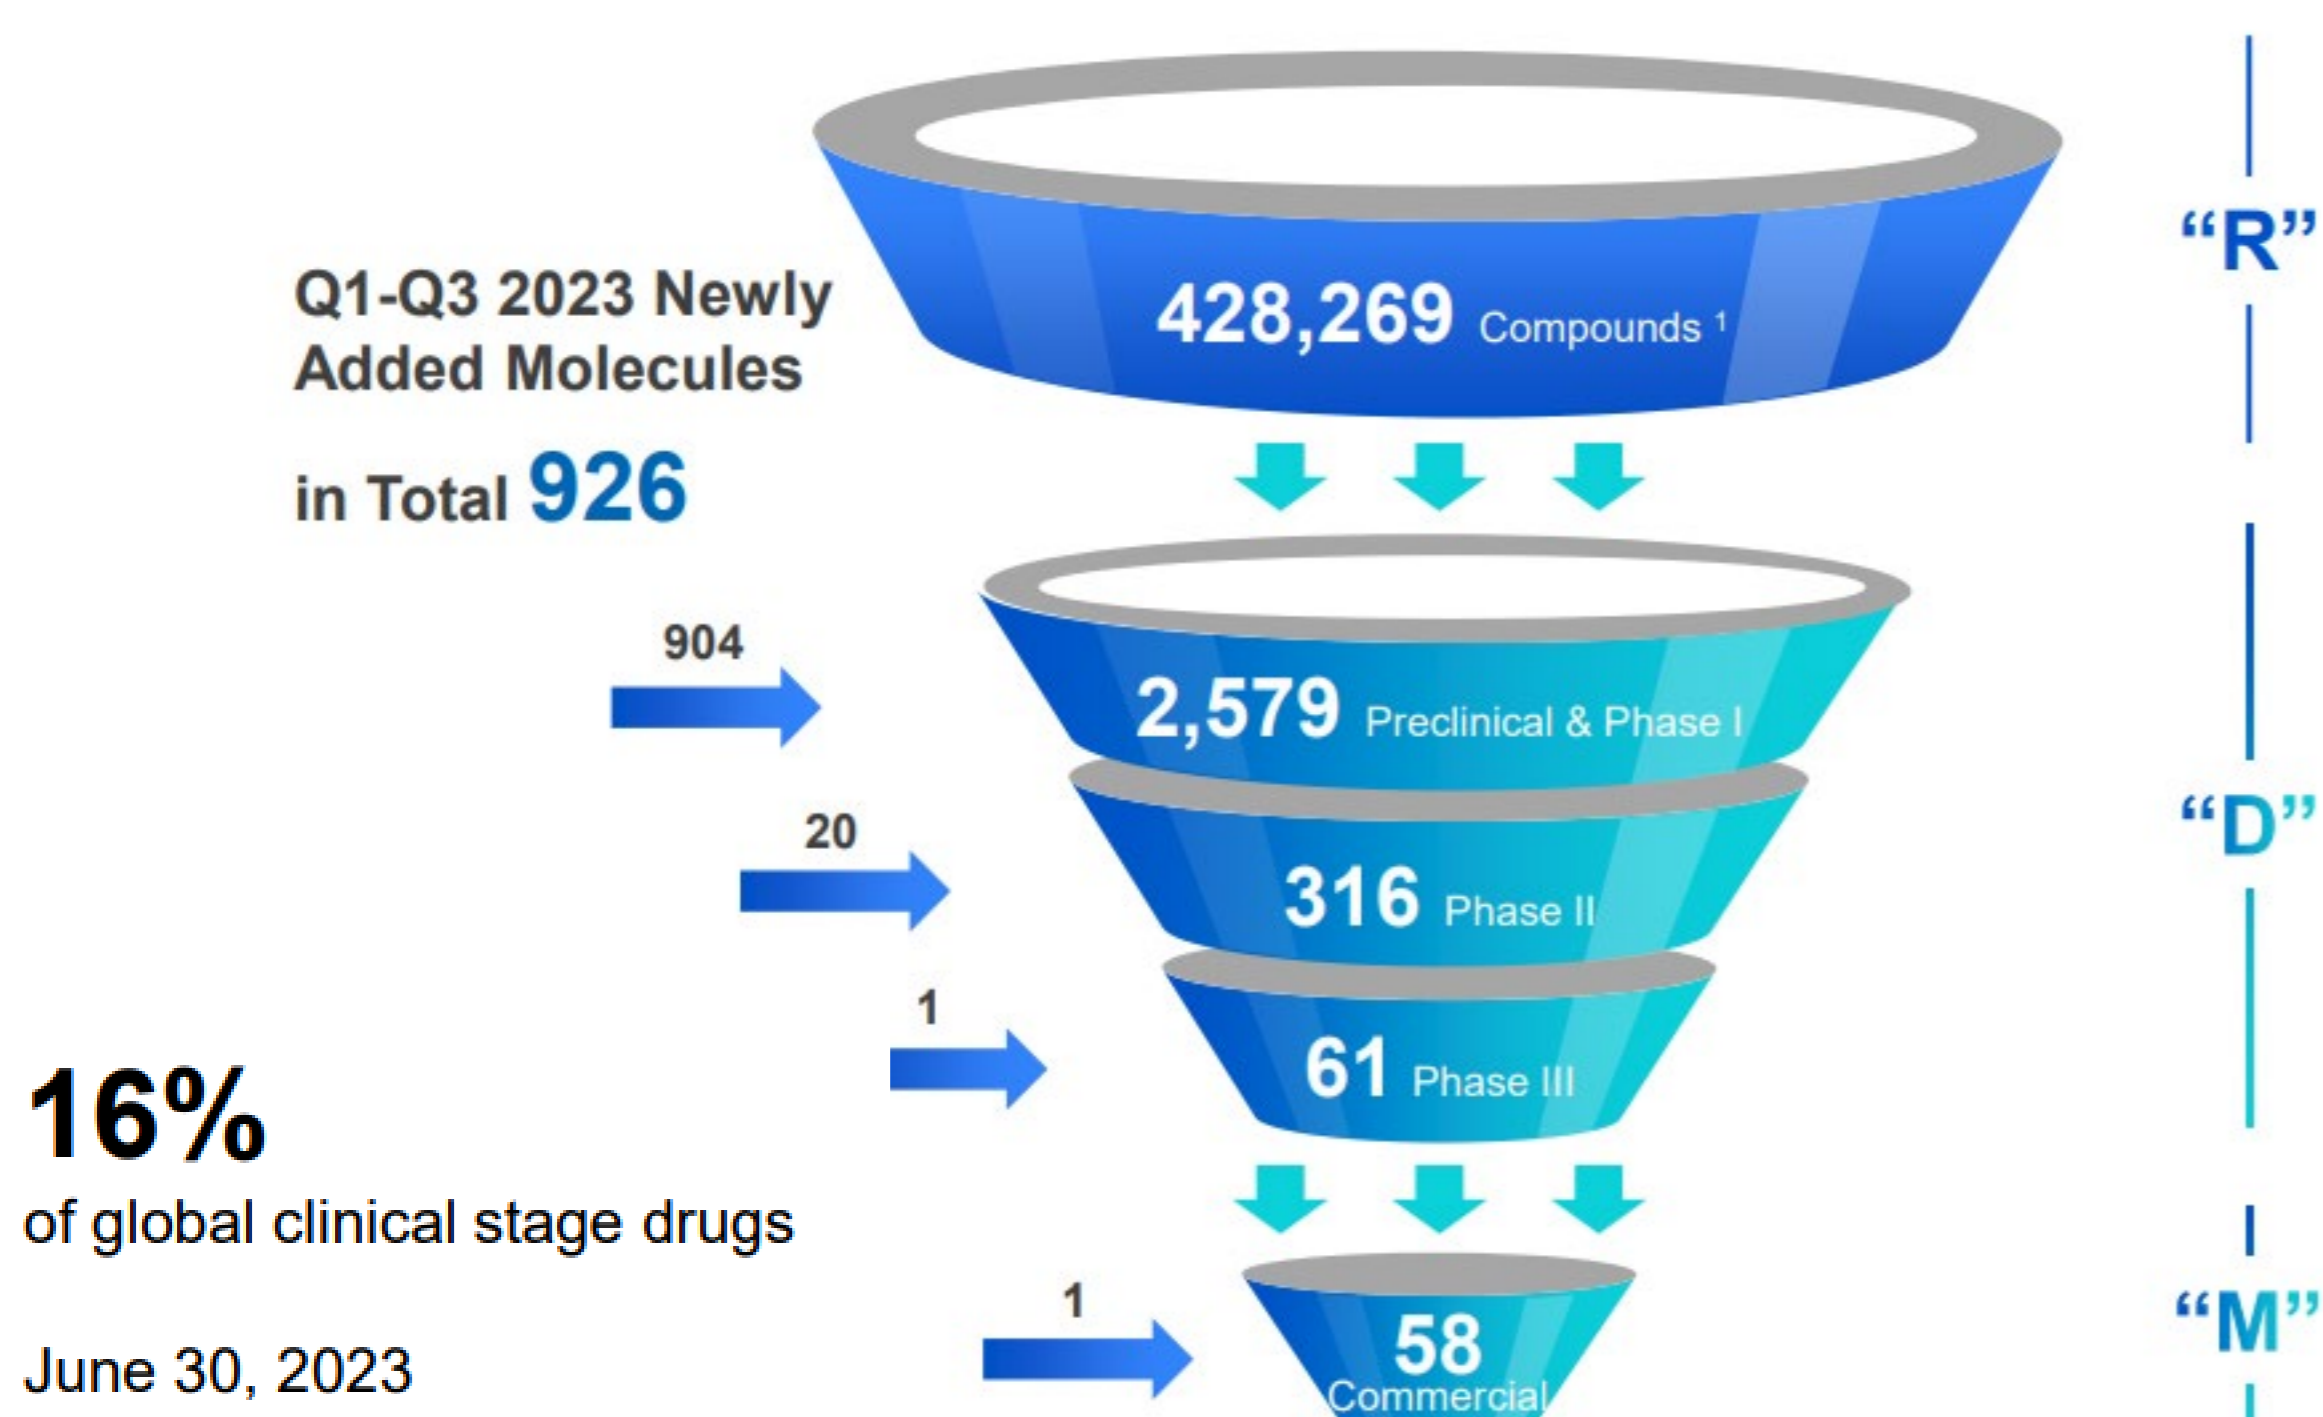 “R”
428,269 Compounds 1
Q1-Q3 2023 Newly
Added Molecules
in Total 926
904
2,579 Preclinical & Phase I
20
“D”
316 Phase II
1
61 Phase III
16%
of global clinical stage drugs
June 30, 2023
1
58
Commercial
“M”